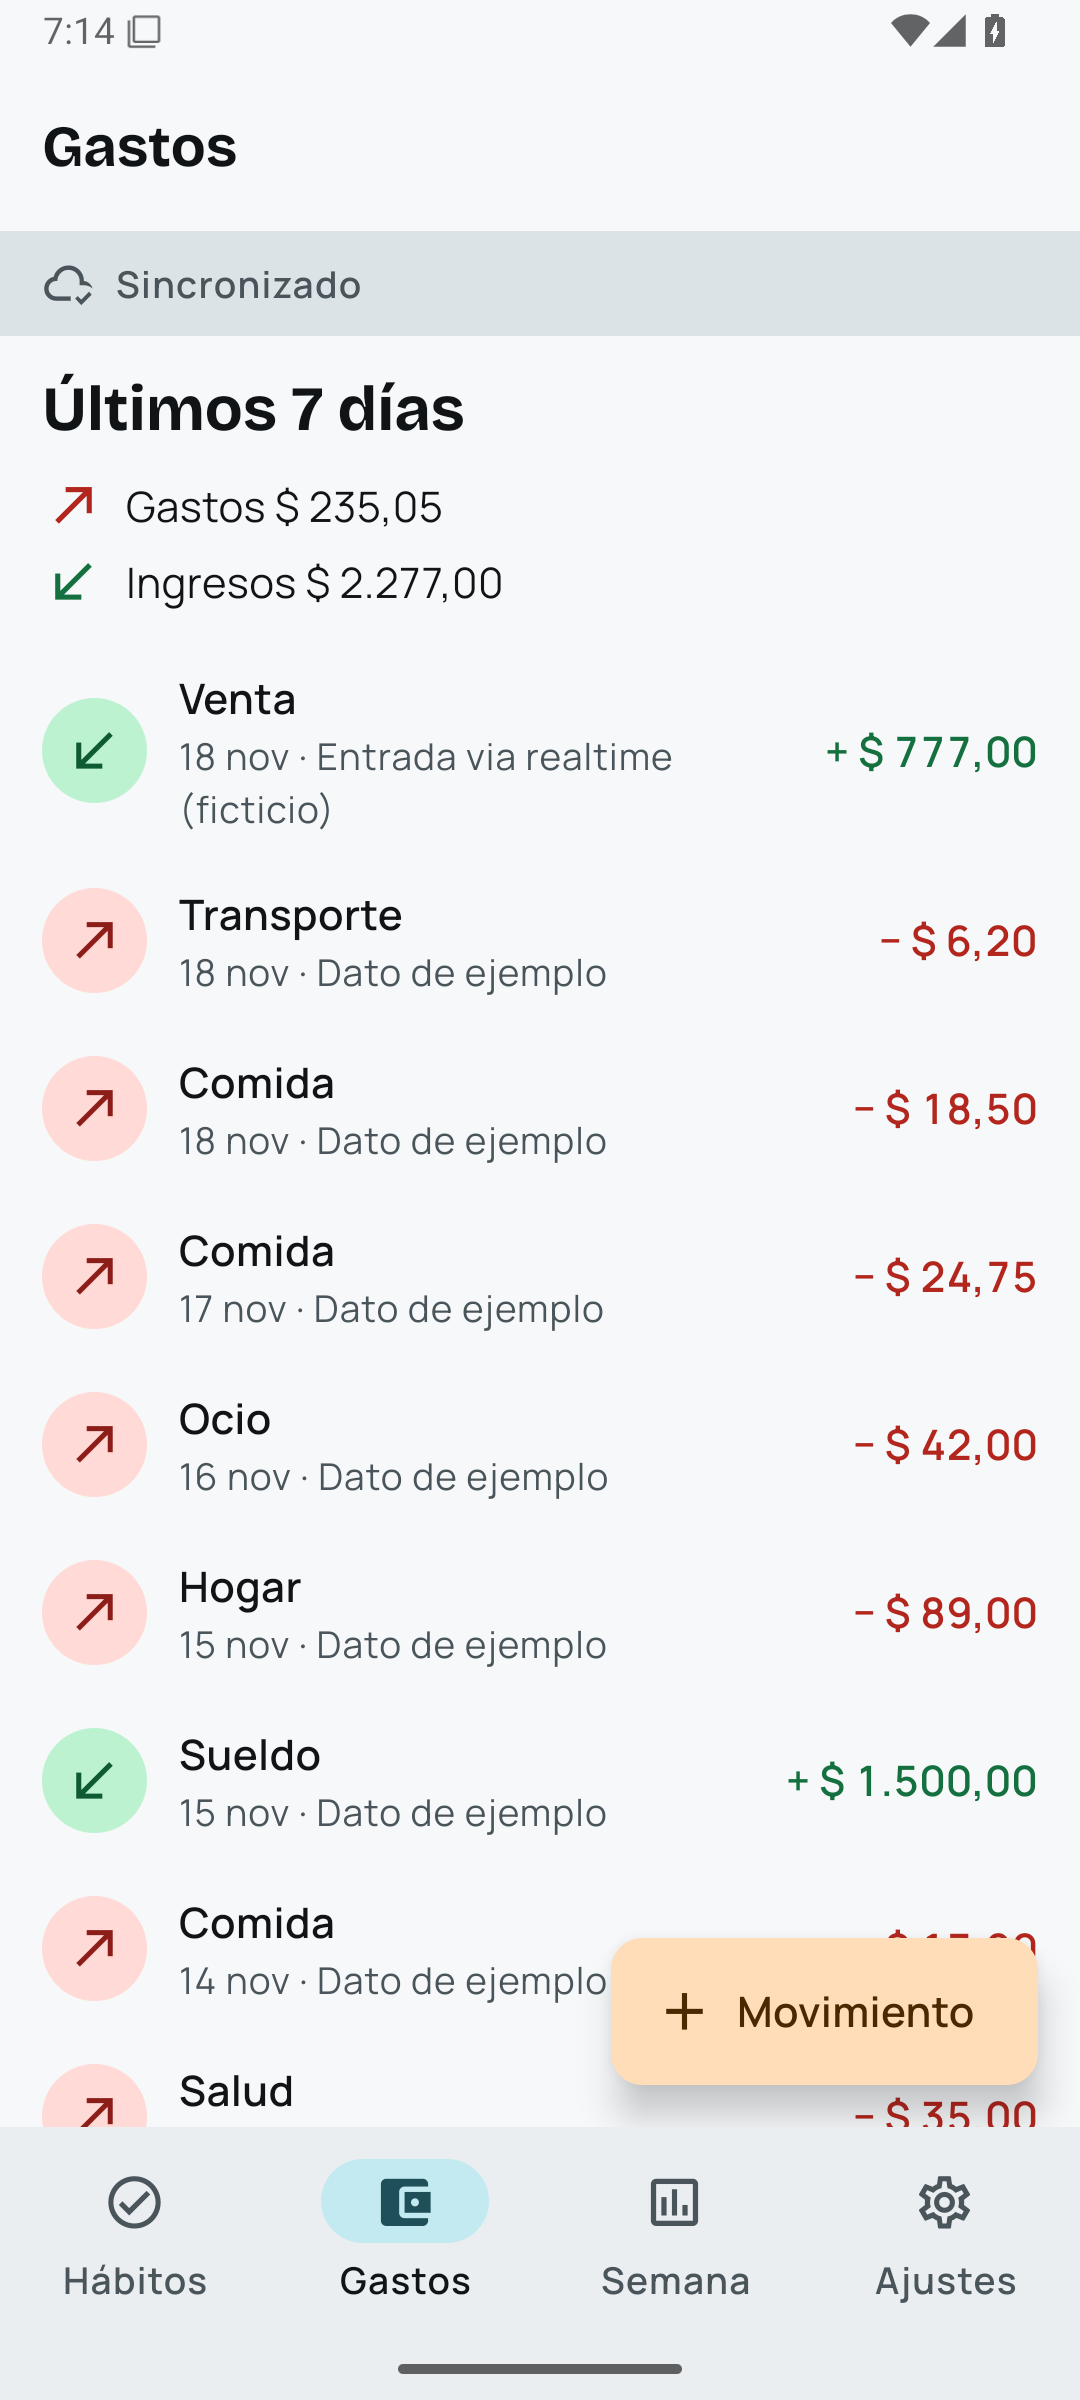 7:14
Gastos
Sincronizado
Últimos 7 días
Gastos $ 235,05
Ingresos $ 2.277,00
Venta
18 nov · Entrada via realtime
(ficticio)
+ $ 777,00
Transporte
18 nov · Dato de ejemplo
− $ 6,20
Comida
18 nov · Dato de ejemplo
− $ 18,50
Comida
17 nov · Dato de ejemplo
− $ 24,75
Ocio
16 nov · Dato de ejemplo
− $ 42,00
Hogar
15 nov · Dato de ejemplo
− $ 89,00
Sueldo
15 nov · Dato de ejemplo
+ $ 1.500,00
Comida
14 nov · Dato de ejemplo
Movimiento
Salud
− $ 35,00
Hábitos
Gastos
Semana
Ajustes